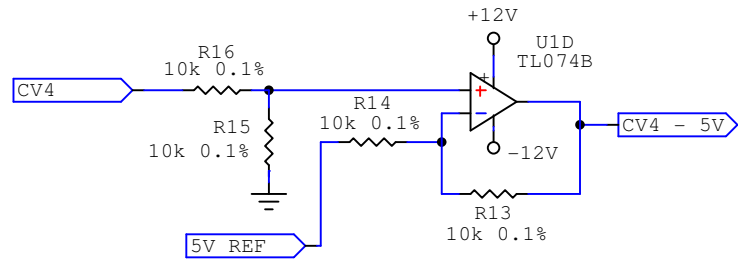 +12V
U1D
TL074B
R16
10k 0.1%
CV4
+
+
−
R14
10k 0.1%
R15
10k 0.1%
CV4 − 5V
−12V
R13
10k 0.1%
5V REF